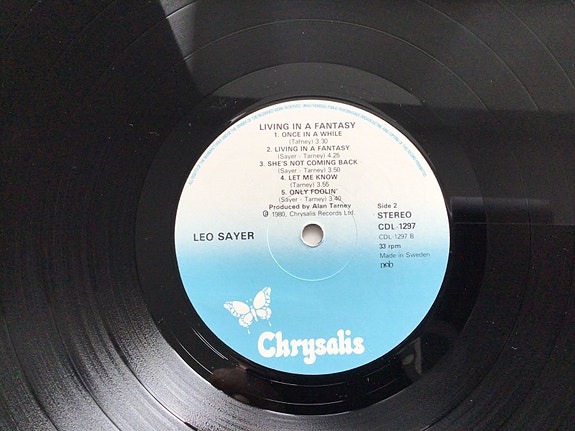 LIVING IN A FANTASY
1. ONCE IN A WHILE
(Tarney) 3.30
2. LIVING IN A FANTASY
(Sayer - Tarney) 4.25
3. SHE'S NOT COMING BACK
(Sayer - Tarney) 3.50
4. LET ME KNOW
(Tarney) 3.55
5. ONLY FOOLIN'
(Sayer - Tarney) 3.40
Produced by Alan Tarney
℗ 1980, Chrysalis Records Ltd.
LEO SAYER
Side 2
STEREO
CDL-1297
CDL-1297 B
33 rpm
Made in Sweden
ncb
Chrysalis